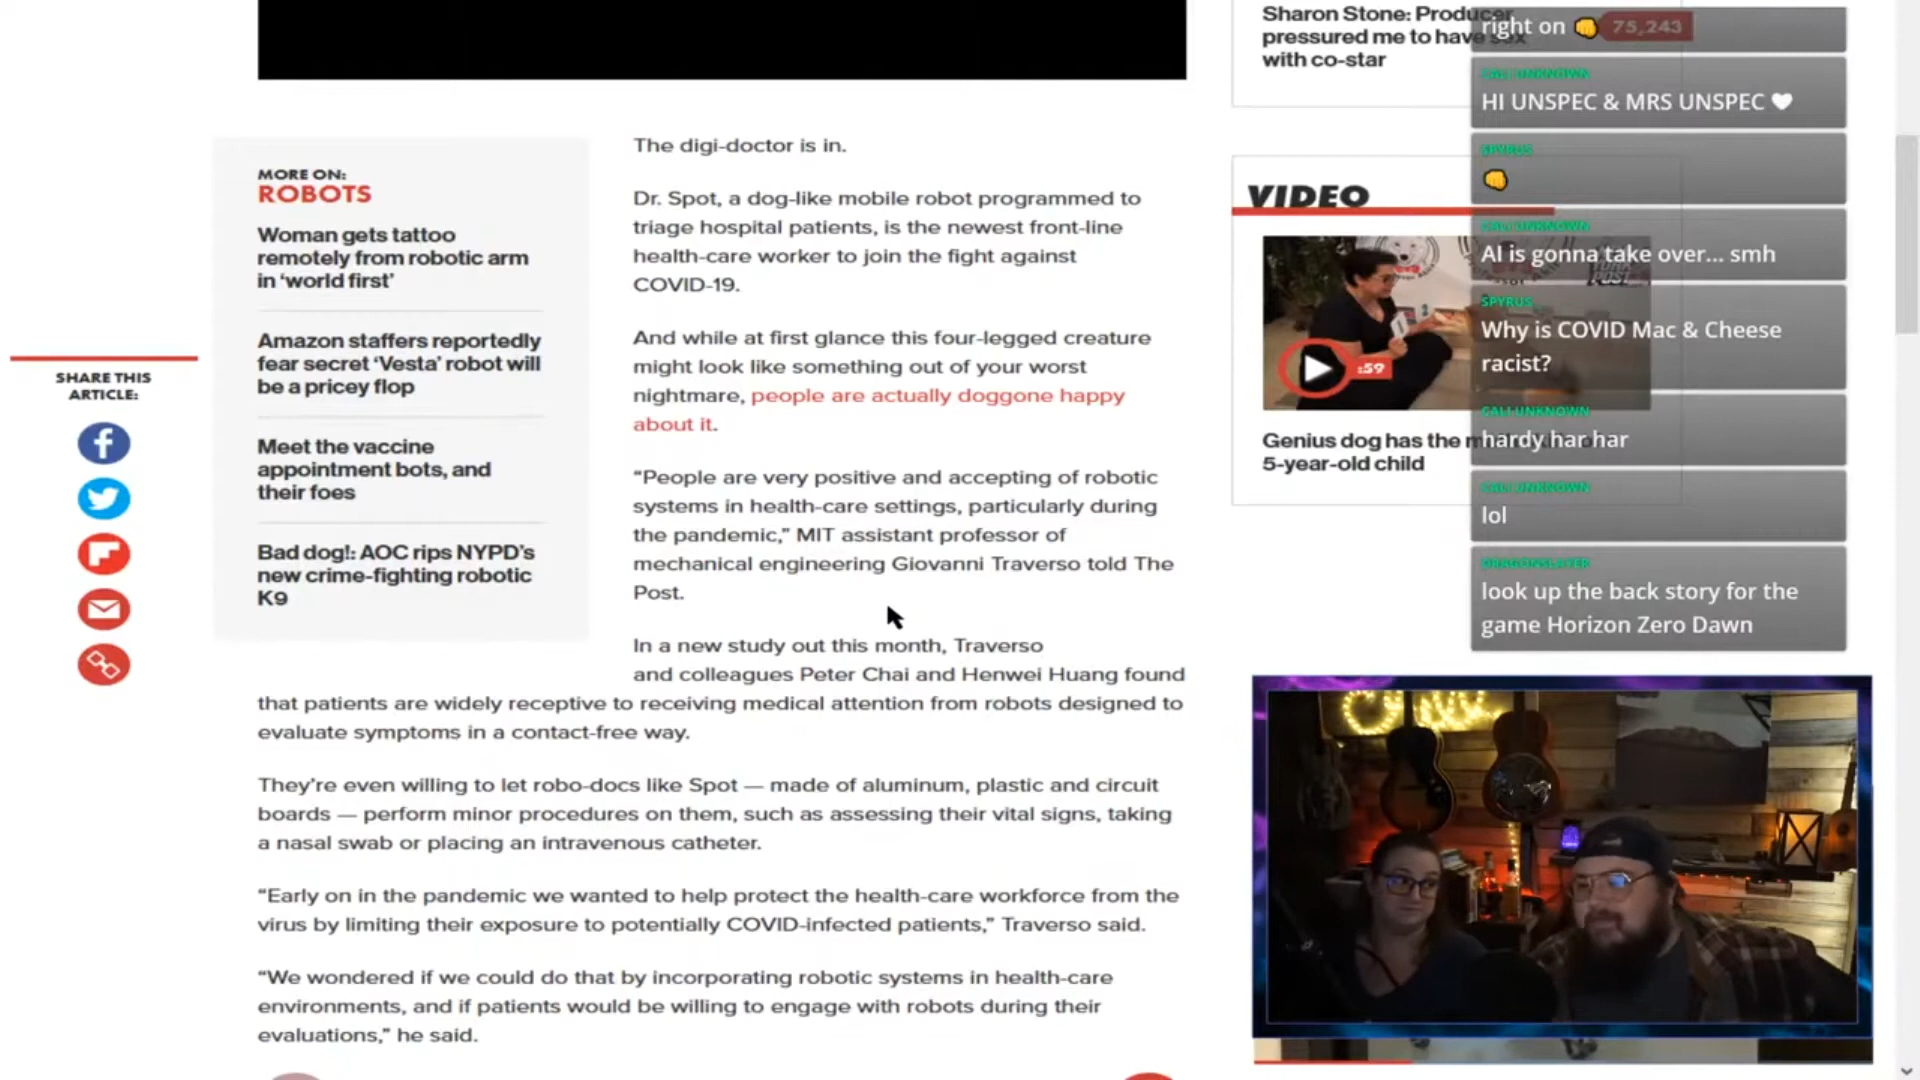 SHARE THIS
ARTICLE:
MORE ON:
ROBOTS
Woman gets tattoo
remotely from robotic arm
in ‘world first’
Amazon staffers reportedly
fear secret ‘Vesta’ robot will
be a pricey flop
Meet the vaccine
appointment bots, and
their foes
Bad dog!: AOC rips NYPD’s
new crime-fighting robotic
K9
The digi-doctor is in.
Dr. Spot, a dog-like mobile robot programmed to
triage hospital patients, is the newest front-line
health-care worker to join the fight against
COVID-19.
And while at first glance this four-legged creature
might look like something out of your worst
nightmare, people are actually doggone happy
about it.
“People are very positive and accepting of robotic
systems in health-care settings, particularly during
the pandemic,” MIT assistant professor of
mechanical engineering Giovanni Traverso told The
Post.
In a new study out this month, Traverso
and colleagues Peter Chai and Henwei Huang found
that patients are widely receptive to receiving medical attention from robots designed to
evaluate symptoms in a contact-free way.
They’re even willing to let robo-docs like Spot — made of aluminum, plastic and circuit
boards — perform minor procedures on them, such as assessing their vital signs, taking
a nasal swab or placing an intravenous catheter.
“Early on in the pandemic we wanted to help protect the health-care workforce from the
virus by limiting their exposure to potentially COVID-infected patients,” Traverso said.
“We wondered if we could do that by incorporating robotic systems in health-care
environments, and if patients would be willing to engage with robots during their
evaluations,” he said.
Sharon Stone: Producer
pressured me to have sex
with co-star
75,243
VIDEO
:59
POST
Genius dog has the
5-year-old child
right on
CALI UNKNOWN
HI UNSPEC & MRS UNSPEC
SPYRUS
CALI UNKNOWN
AI is gonna take over... smh
SPYRUS
Why is COVID Mac & Cheese
racist?
CALI UNKNOWN
hardy har har
CALI UNKNOWN
lol
DRAGONSLAYER
look up the back story for the
game Horizon Zero Dawn